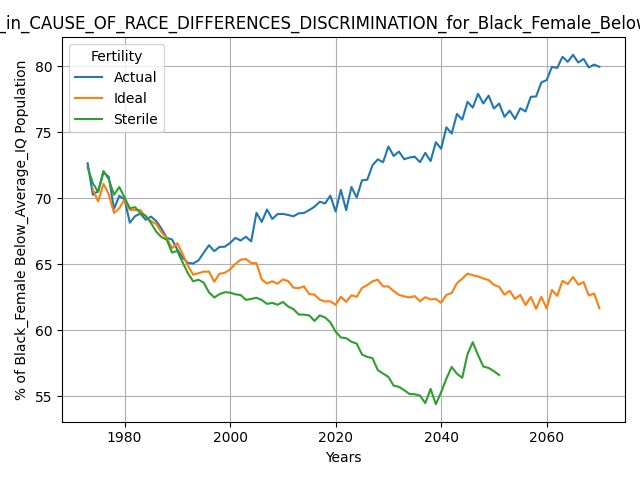 _in_CAUSE_OF_RACE_DIFFERENCES_DISCRIMINATION_for_Black_Female_Below
Fertility
Actual
Ideal
Sterile
% of Black_Female Below_Average_IQ Population
80
75
70
65
60
55
1980
2000
2020
2040
2060
Years